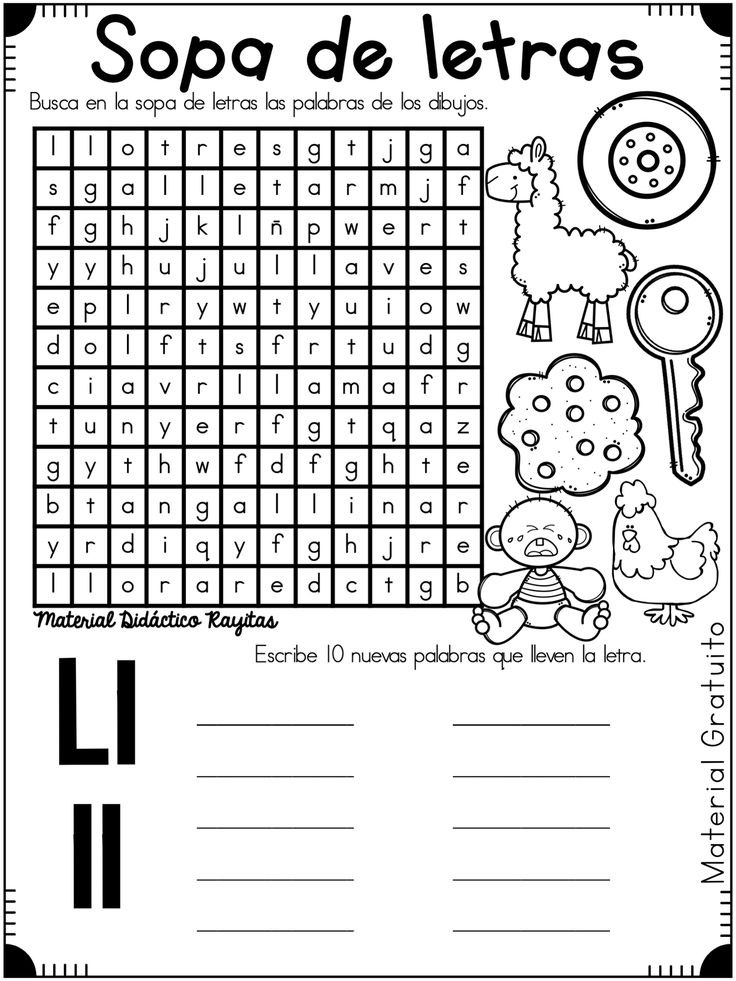 Sopa de letras
Busca en la sopa de letras las palabras de los dibujos.
l l o t r e s g t j g a
s g a l l e t a r m j f
f g h j k l ñ p w e r t
y y h u j u l l a v e s
e p l r y w t y u i o w
d o l f t s f r t u d g
c i a v r l l a m a f r
t u n y e r f g t q a z
g y t h w f d f g h t e
b t a n g a l l i n a r
y r d i q y f g h j r e
l l o r a r e d c t g b
Material Didáctico Rayitas
Escribe 10 nuevas palabras que lleven la letra.
Ll
ll
Material Gratuito